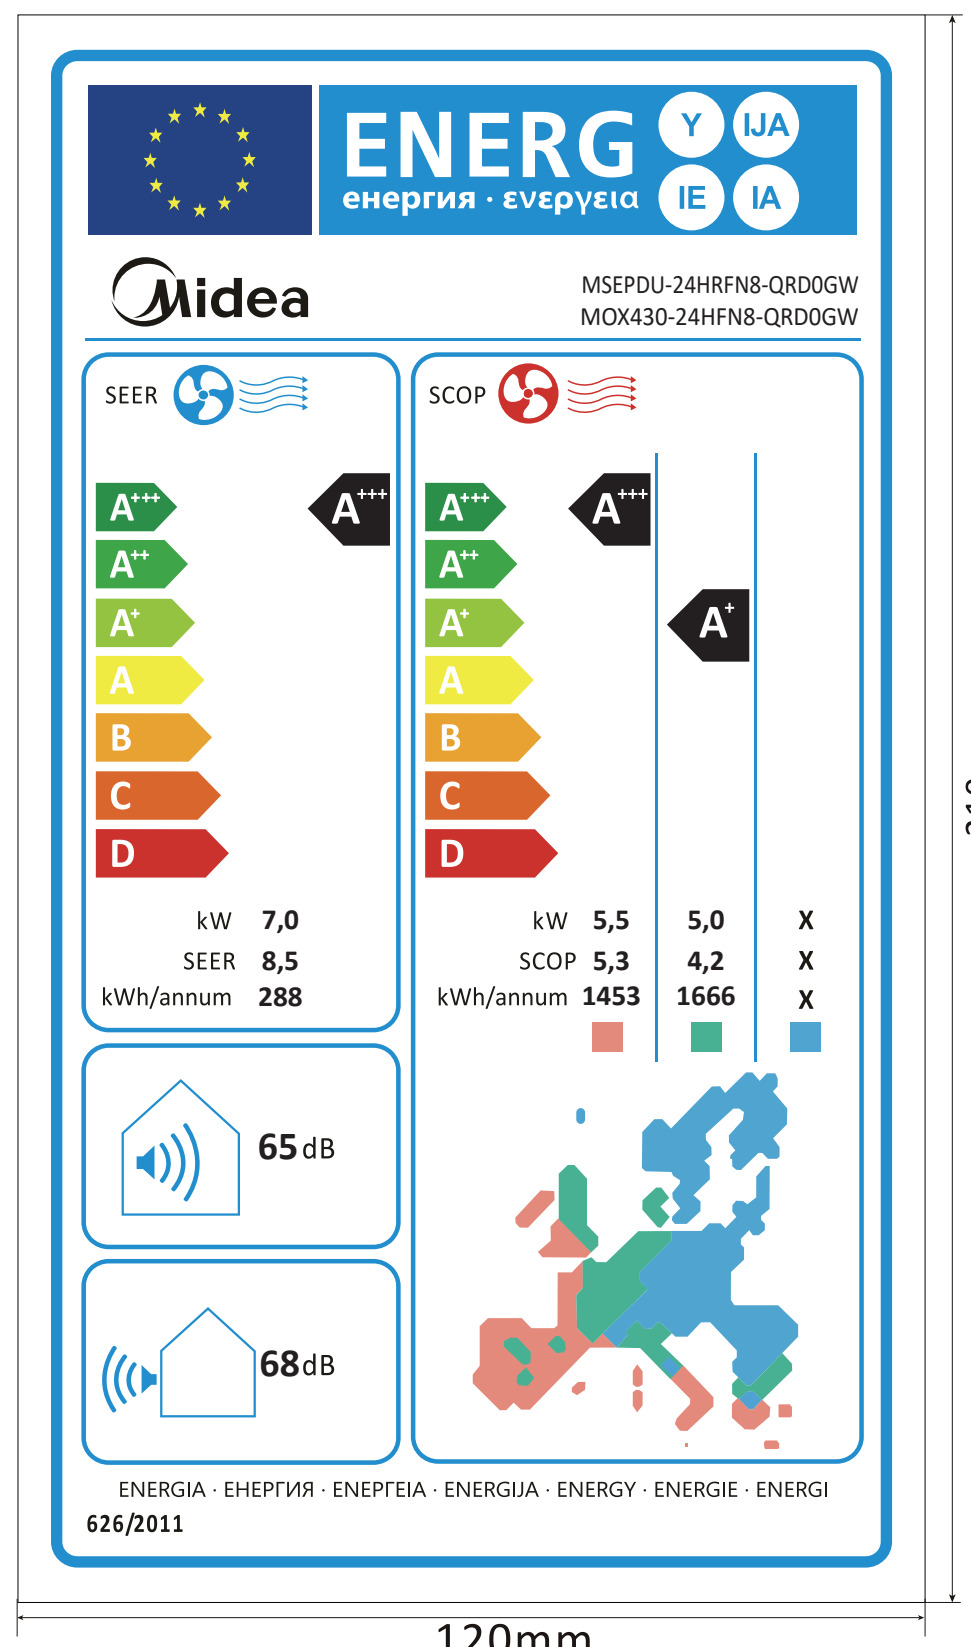 ENERG Y IJA
енергия · ενεργεια IE IA
Midea
MSEPDU-24HRFN8-QRD0GW
MOX430-24HFN8-QRD0GW
SEER
A+++ A+++
A++
A+
A
B
C
D
kW 7,0
SEER 8,5
kWh/annum 288
SCOP
A+++ A+++
A++
A+ A+
A
B
C
D
kW 5,5 5,0 X
SCOP 5,3 4,2 X
kWh/annum 1453 1666 X
65 dB
68 dB
ENERGIA · ЕНЕРГИЯ · ΕΝΕΡΓΕΙΑ · ENERGIJA · ENERGY · ENERGIE · ENERGI
626/2011
120mm